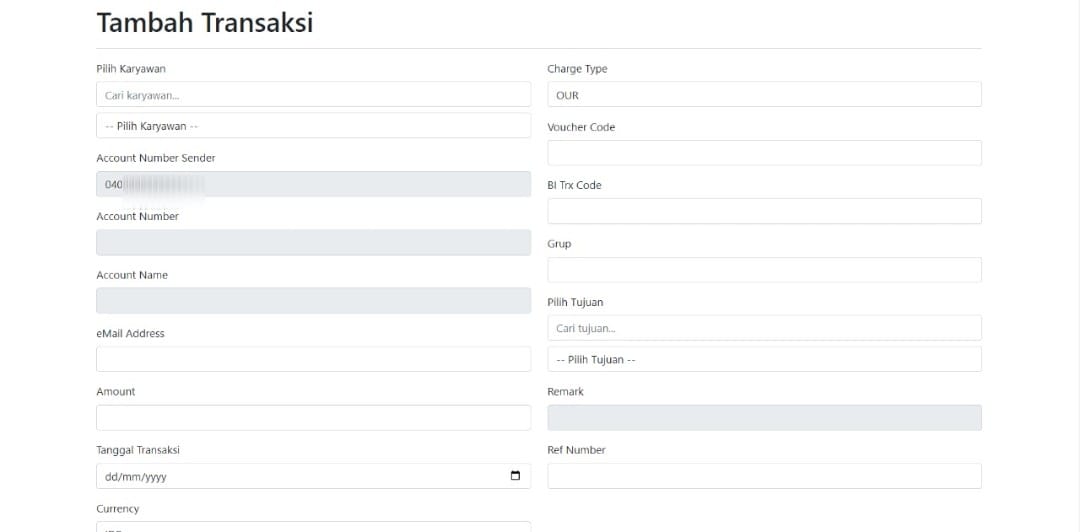 Tambah Transaksi
Pilih Karyawan
Cari karyawan...
-- Pilih Karyawan --
Account Number Sender
040
Account Number
Account Name
eMail Address
Amount
Tanggal Transaksi
dd/mm/yyyy
Currency
Charge Type
OUR
Voucher Code
BI Trx Code
Grup
Pilih Tujuan
Cari tujuan...
-- Pilih Tujuan --
Remark
Ref Number